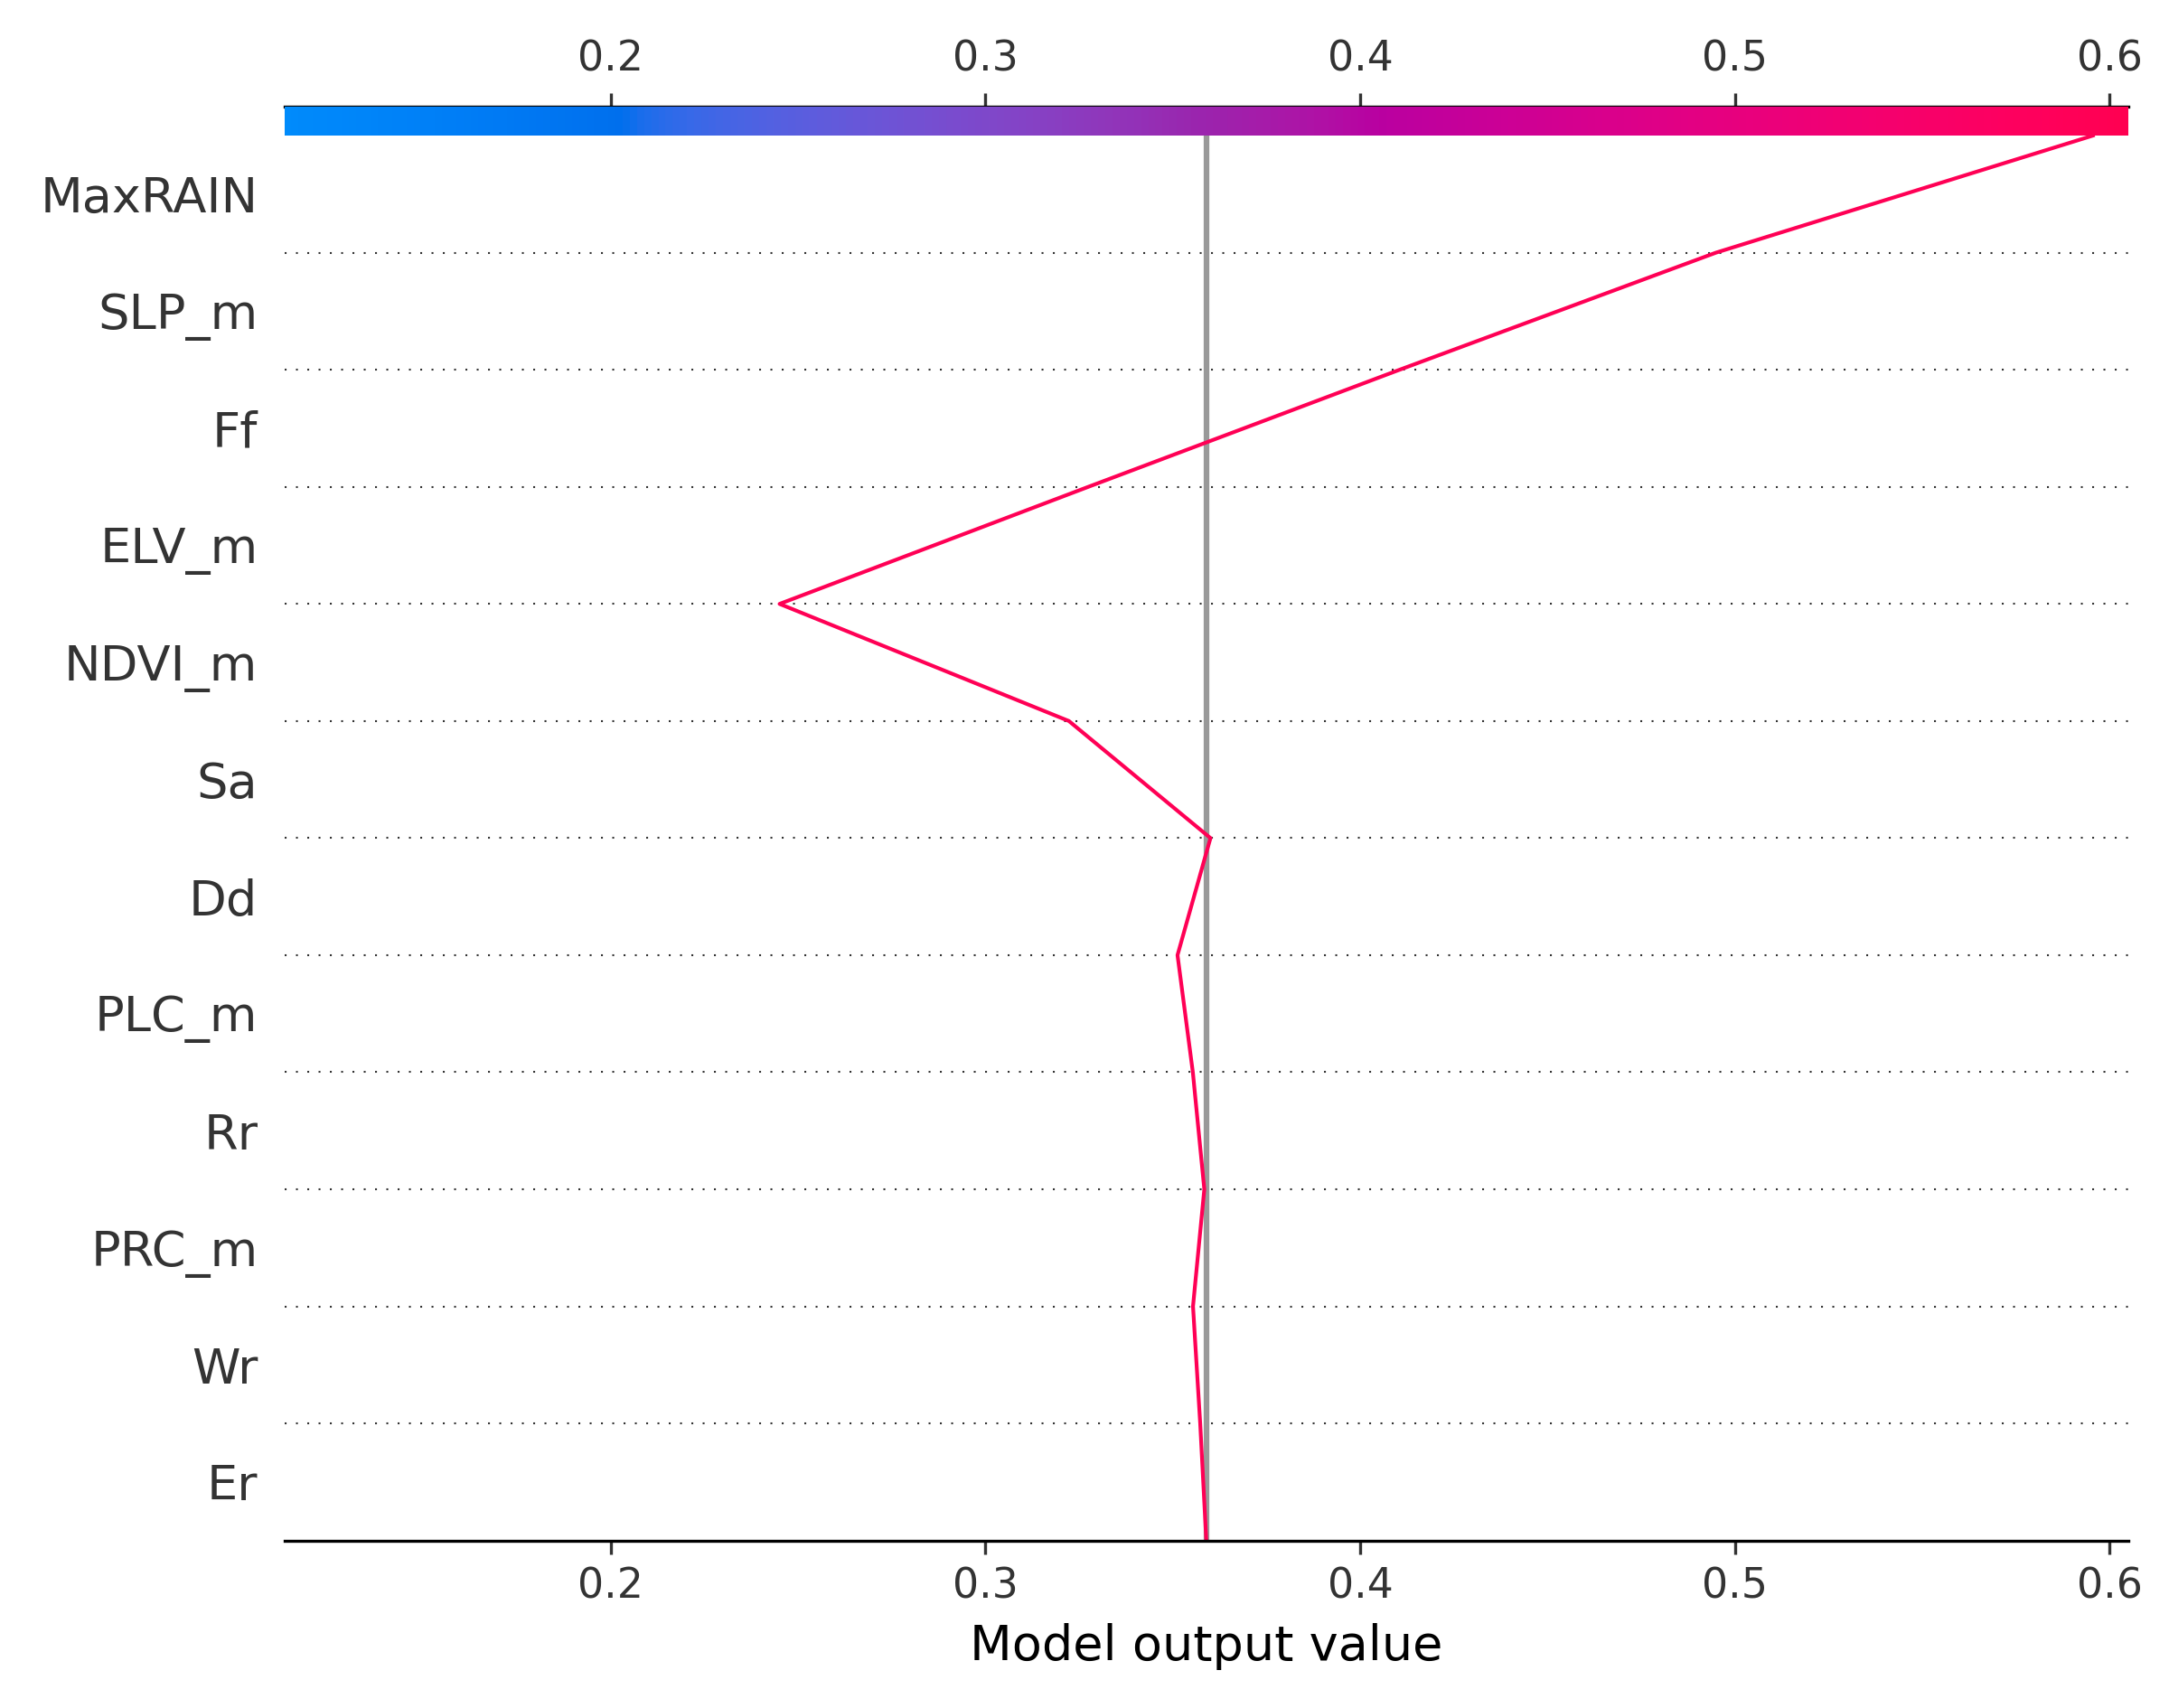 0.2 0.3 0.4 0.5 0.6
MaxRAIN
SLP_m
Ff
ELV_m
NDVI_m
Sa
Dd
PLC_m
Rr
PRC_m
Wr
Er
0.2 0.3 0.4 0.5 0.6
Model output value